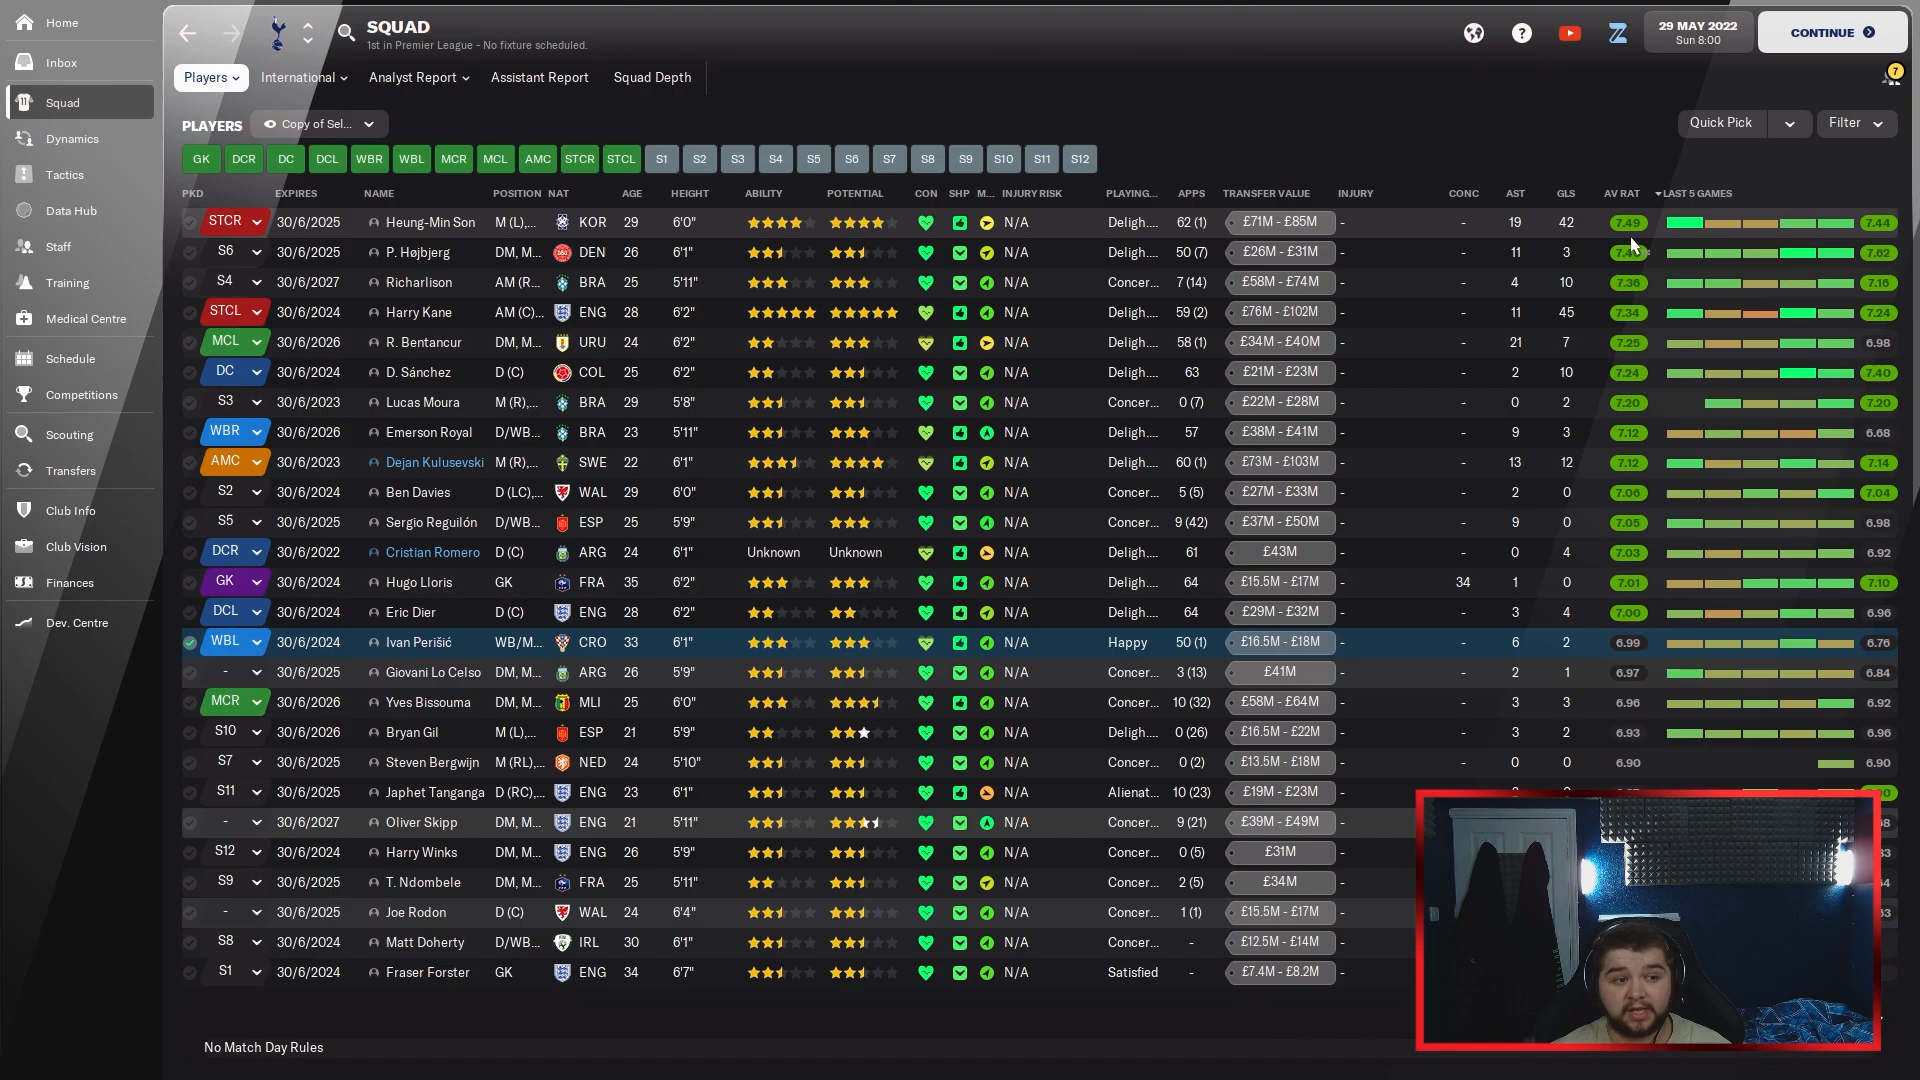 Home
Inbox
Squad
Dynamics
Tactics
Data Hub
Staff
Training
Medical Centre
Schedule
Competitions
Scouting
Transfers
Club Info
Club Vision
Finances
Dev. Centre
SQUAD
1st in Premier League - No fixture scheduled.
29 MAY 2022
Sun 8:00
CONTINUE
7
Players International Analyst Report Assistant Report Squad Depth
PLAYERS Copy of Sel... Quick Pick Filter
GK DCR DC DCL WBR WBL MCR MCL AMC STCR STCL S1 S2 S3 S4 S5 S6 S7 S8 S9 S10 S11 S12
PKD EXPIRES NAME POSITION NAT AGE HEIGHT ABILITY POTENTIAL CON SHP M... INJURY RISK PLAYING... APPS TRANSFER VALUE INJURY CONC AST GLS AV RAT LAST 5 GAMES
STCR 30/6/2025 Heung-Min Son M (L),... KOR 29 6'0" N/A Deligh.... 62 (1) £71M - £85M - - 19 42 7.49 7.44
S6 30/6/2025 P. Højbjerg DM, M... DEN 26 6'1" N/A Deligh.... 50 (7) £26M - £31M - - 11 3 7.62
S4 30/6/2027 Richarlison AM (R... BRA 25 5'11" N/A Concer... 7 (14) £58M - £74M - - 4 10 7.36 7.16
STCL 30/6/2024 Harry Kane AM (C)... ENG 28 6'2" N/A Deligh.... 59 (2) £76M - £102M - - 11 45 7.34 7.24
MCL 30/6/2026 R. Bentancur DM, M... URU 24 6'2" N/A Deligh.... 58 (1) £34M - £40M - - 21 7 7.25 6.98
DC 30/6/2024 D. Sánchez D (C) COL 25 6'2" N/A Deligh.... 63 £21M - £23M - - 2 10 7.24 7.40
S3 30/6/2023 Lucas Moura M (R),... BRA 29 5'8" N/A Concer... 0 (7) £22M - £28M - - 0 2 7.20 7.20
WBR 30/6/2026 Emerson Royal D/WB... BRA 23 5'11" N/A Deligh.... 57 £38M - £41M - - 9 3 7.12 6.68
AMC 30/6/2023 Dejan Kulusevski M (R),... SWE 22 6'1" N/A Deligh.... 60 (1) £73M - £103M - - 13 12 7.12 7.14
S2 30/6/2024 Ben Davies D (LC),... WAL 29 6'0" N/A Concer... 5 (5) £27M - £33M - - 2 0 7.06 7.04
S5 30/6/2025 Sergio Reguilón D/WB... ESP 25 5'9" N/A Concer... 9 (42) £37M - £50M - - 9 0 7.05 6.98
DCR 30/6/2022 Cristian Romero D (C) ARG 24 6'1" Unknown Unknown N/A Deligh.... 61 £43M - - 0 4 7.03 6.92
GK 30/6/2024 Hugo Lloris GK FRA 35 6'2" N/A Deligh.... 64 £15.5M - £17M - 34 1 0 7.01 7.10
DCL 30/6/2024 Eric Dier D (C) ENG 28 6'2" N/A Deligh.... 64 £29M - £32M - - 3 4 7.00 6.96
WBL 30/6/2024 Ivan Perišić WB/M... CRO 33 6'1" N/A Happy 50 (1) £16.5M - £18M - - 6 2 6.99 6.76
- 30/6/2025 Giovani Lo Celso DM, M... ARG 26 5'9" N/A Concer... 3 (13) £41M - - 2 1 6.97 6.84
MCR 30/6/2026 Yves Bissouma DM, M... MLI 25 6'0" N/A Concer... 10 (32) £58M - £64M - - 3 3 6.96 6.92
S10 30/6/2026 Bryan Gil M (L),... ESP 21 5'9" N/A Deligh.... 0 (26) £16.5M - £22M - - 3 2 6.93 6.96
S7 30/6/2025 Steven Bergwijn M (RL),... NED 24 5'10" N/A Concer... 0 (2) £13.5M - £18M - - 0 0 6.90 6.90
S11 30/6/2025 Japhet Tanganga D (RC),... ENG 23 6'1" N/A Alienat... 10 (23) £19M - £23M -
- 30/6/2027 Oliver Skipp DM, M... ENG 21 5'11" N/A Concer... 9 (21) £39M - £49M -
S12 30/6/2024 Harry Winks DM, M... ENG 26 5'9" N/A Concer... 0 (5) £31M -
S9 30/6/2025 T. Ndombele DM, M... FRA 25 5'11" N/A Concer... 2 (5) £34M -
- 30/6/2024 Joe Rodon D (C) WAL 24 6'4" N/A Concer... 1 (1) £15.5M - £17M -
S8 30/6/2024 Matt Doherty D/WB... IRL 30 6'1" N/A Concer... - £12.5M - £14M -
S1 30/6/2024 Fraser Forster GK ENG 34 6'7" N/A Satisfied - £7.4M - £8.2M -
No Match Day Rules